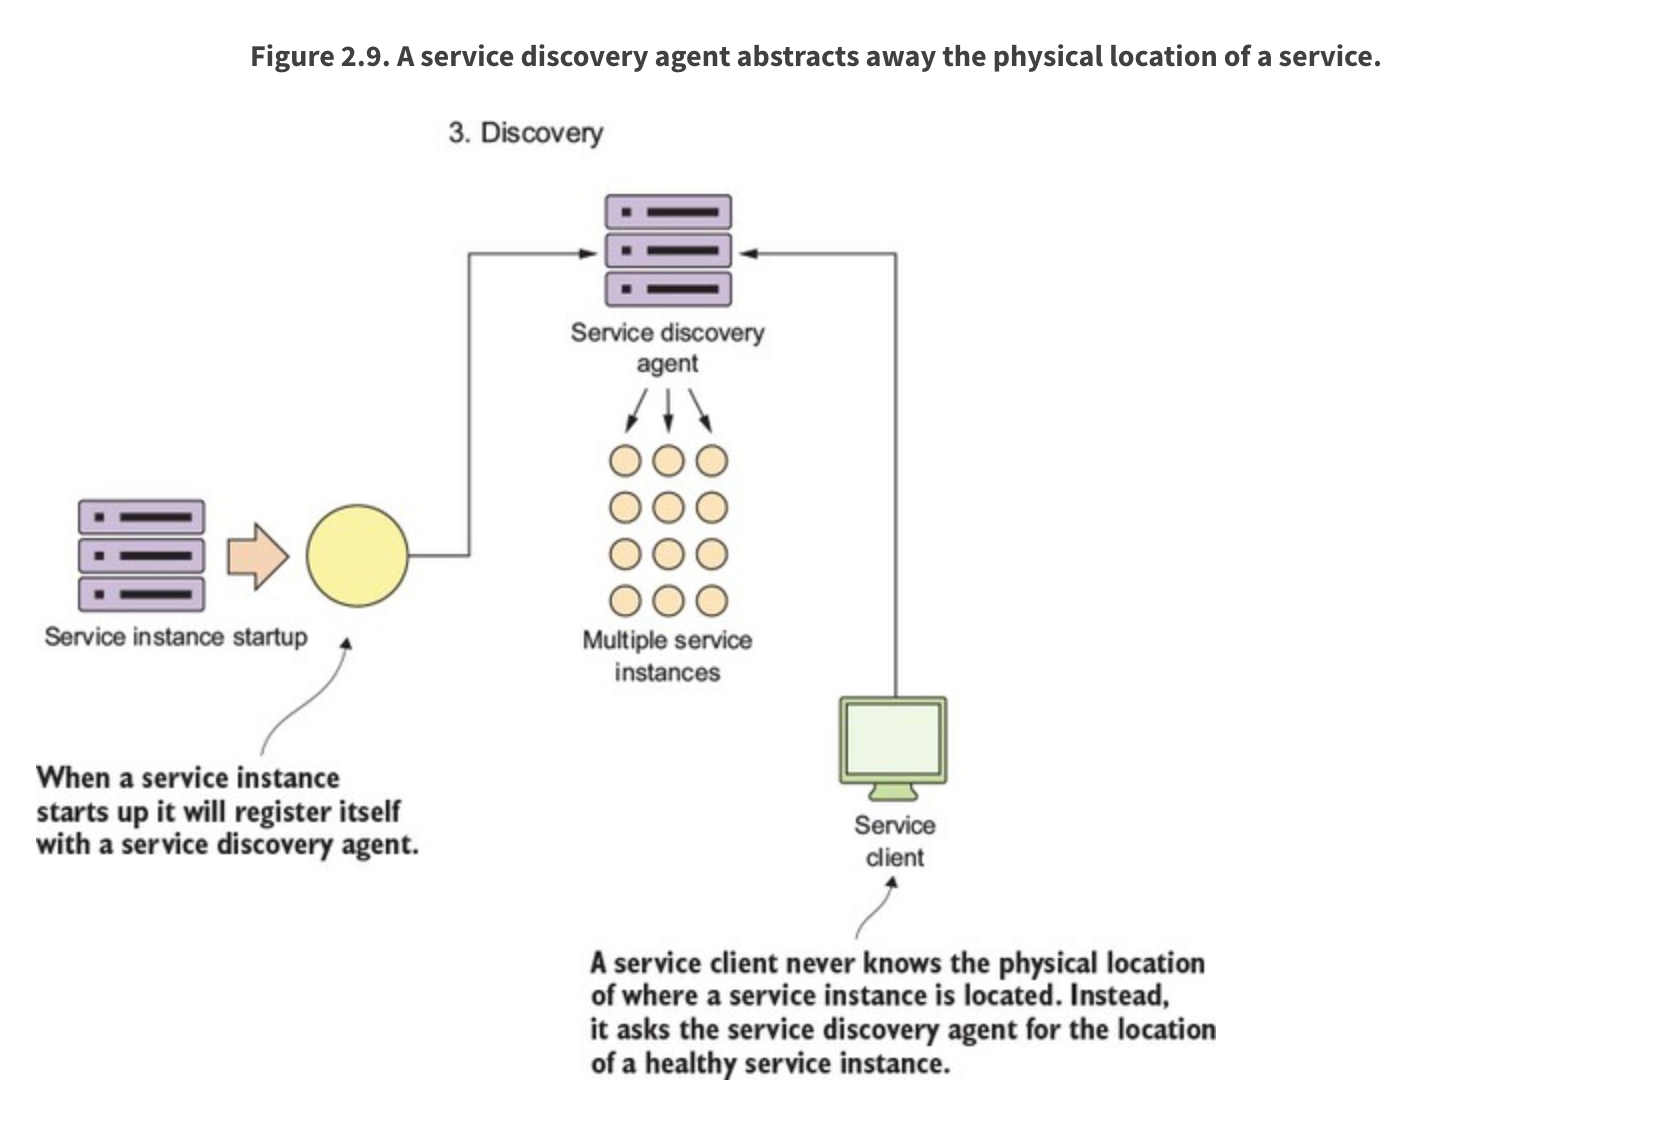 Figure 2.9. A service discovery agent abstracts away the physical location of a service.
3. Discovery
Service discovery
agent
Service instance startup
Multiple service
instances
When a service instance
starts up it will register itself
with a service discovery agent.
Service
client
A service client never knows the physical location
of where a service instance is located. Instead,
it asks the service discovery agent for the location
of a healthy service instance.